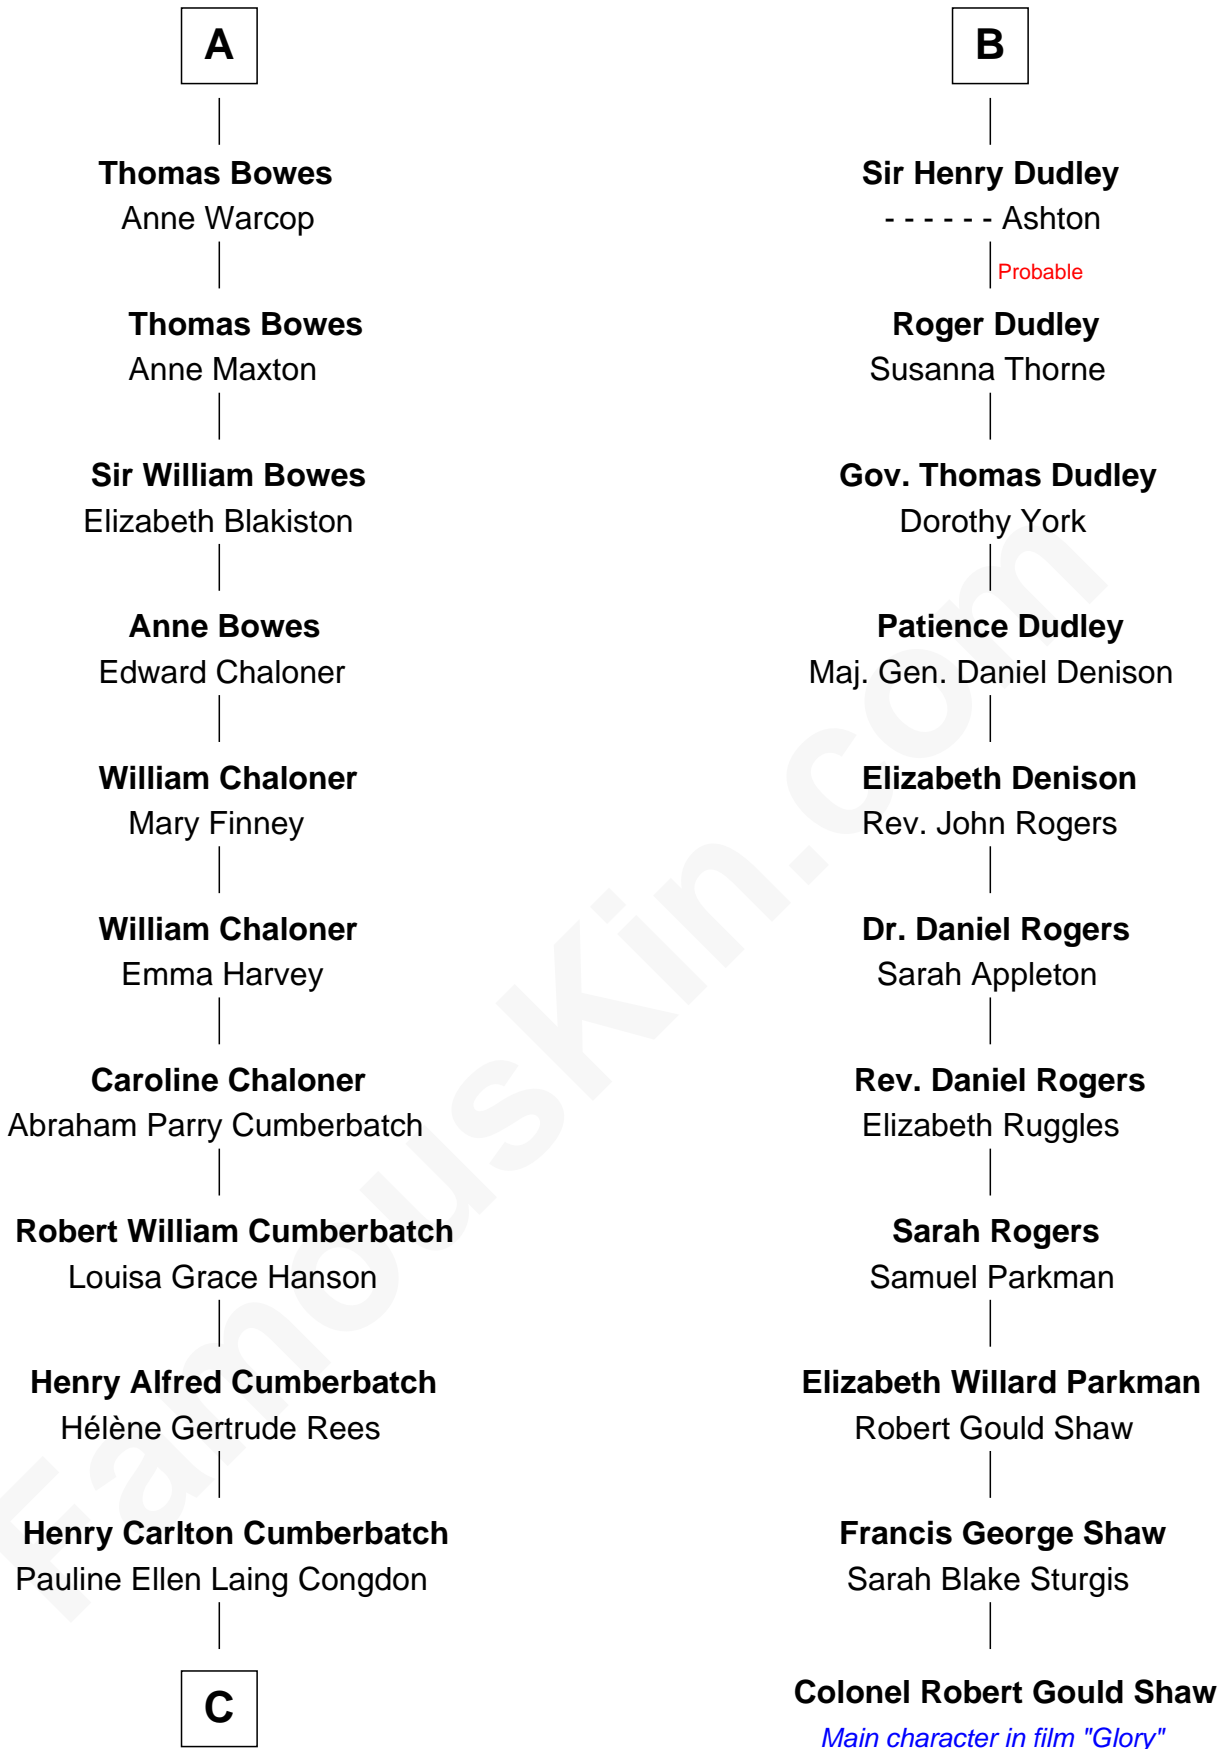 A
Thomas Bowes
Anne Warcop
Thomas Bowes
Anne Maxton
Sir William Bowes
Elizabeth Blakiston
Anne Bowes
Edward Chaloner
William Chaloner
Mary Finney
William Chaloner
Emma Harvey
Caroline Chaloner
Abraham Parry Cumberbatch
Robert William Cumberbatch
Louisa Grace Hanson
Henry Alfred Cumberbatch
Hélène Gertrude Rees
Henry Carlton Cumberbatch
Pauline Ellen Laing Congdon
C
B
Sir Henry Dudley
- - - - - - Ashton
Probable
Roger Dudley
Susanna Thorne
Gov. Thomas Dudley
Dorothy York
Patience Dudley
Maj. Gen. Daniel Denison
Elizabeth Denison
Rev. John Rogers
Dr. Daniel Rogers
Sarah Appleton
Rev. Daniel Rogers
Elizabeth Ruggles
Sarah Rogers
Samuel Parkman
Elizabeth Willard Parkman
Robert Gould Shaw
Francis George Shaw
Sarah Blake Sturgis
Colonel Robert Gould Shaw
Main character in film "Glory"
FamousKin.com